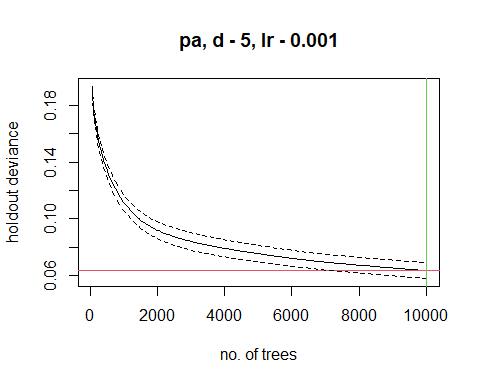 pa, d - 5, lr - 0.001
holdout deviance
0.18
0.14
0.10
0.06
0 2000 4000 6000 8000 10000
no. of trees